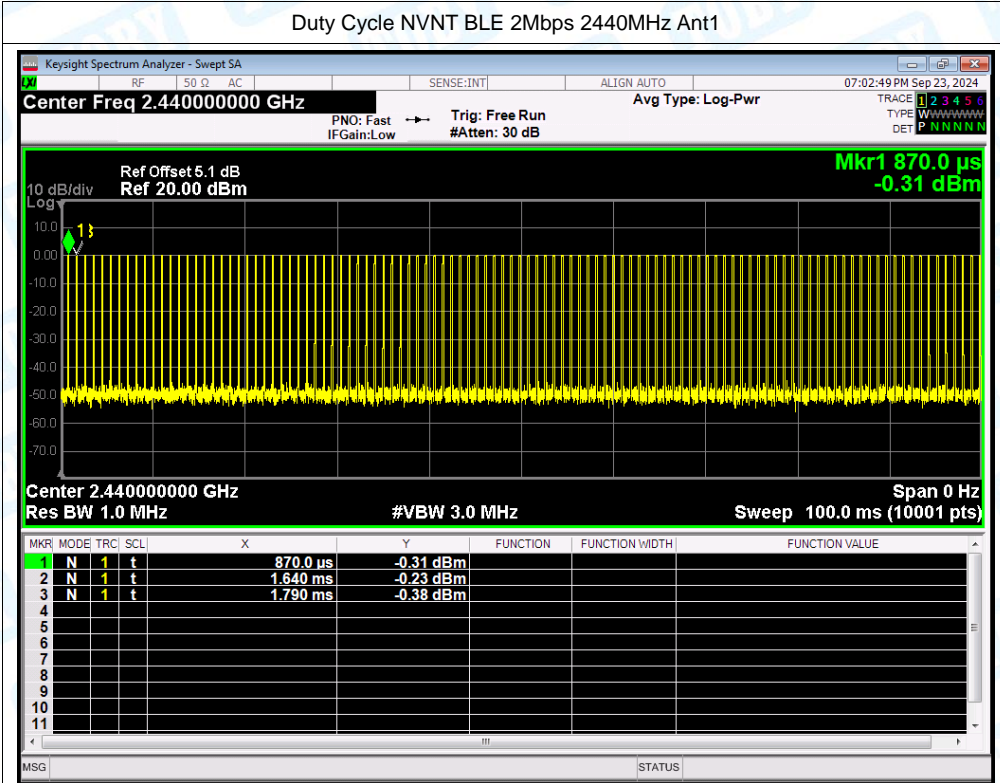 Duty Cycle NVNT BLE 2Mbps 2440MHz Ant1
Keysight Spectrum Analyzer - Swept SA
LXI RF 50 Ω AC SENSE:INT ALIGN AUTO 07:02:49 PM Sep 23, 2024
Center Freq 2.440000000 GHz
PNO: Fast
IFGain:Low
Trig: Free Run
#Atten: 30 dB
Avg Type: Log-Pwr
TRACE 1 2 3 4 5 6
TYPE WWWWWW
DET P N N N N N
Mkr1 870.0 µs
-0.31 dBm
Ref Offset 5.1 dB
10 dB/div Ref 20.00 dBm
Log
10.0
0.00
-10.0
-20.0
-30.0
-40.0
-50.0
-60.0
-70.0
1 3
Center 2.440000000 GHz Span 0 Hz
Res BW 1.0 MHz #VBW 3.0 MHz Sweep 100.0 ms (10001 pts)
MKR MODE TRC SCL X Y FUNCTION FUNCTION WIDTH FUNCTION VALUE
1 N 1 t 870.0 µs -0.31 dBm
2 N 1 t 1.640 ms -0.23 dBm
3 N 1 t 1.790 ms -0.38 dBm
4
5
6
7
8
9
10
11
MSG STATUS